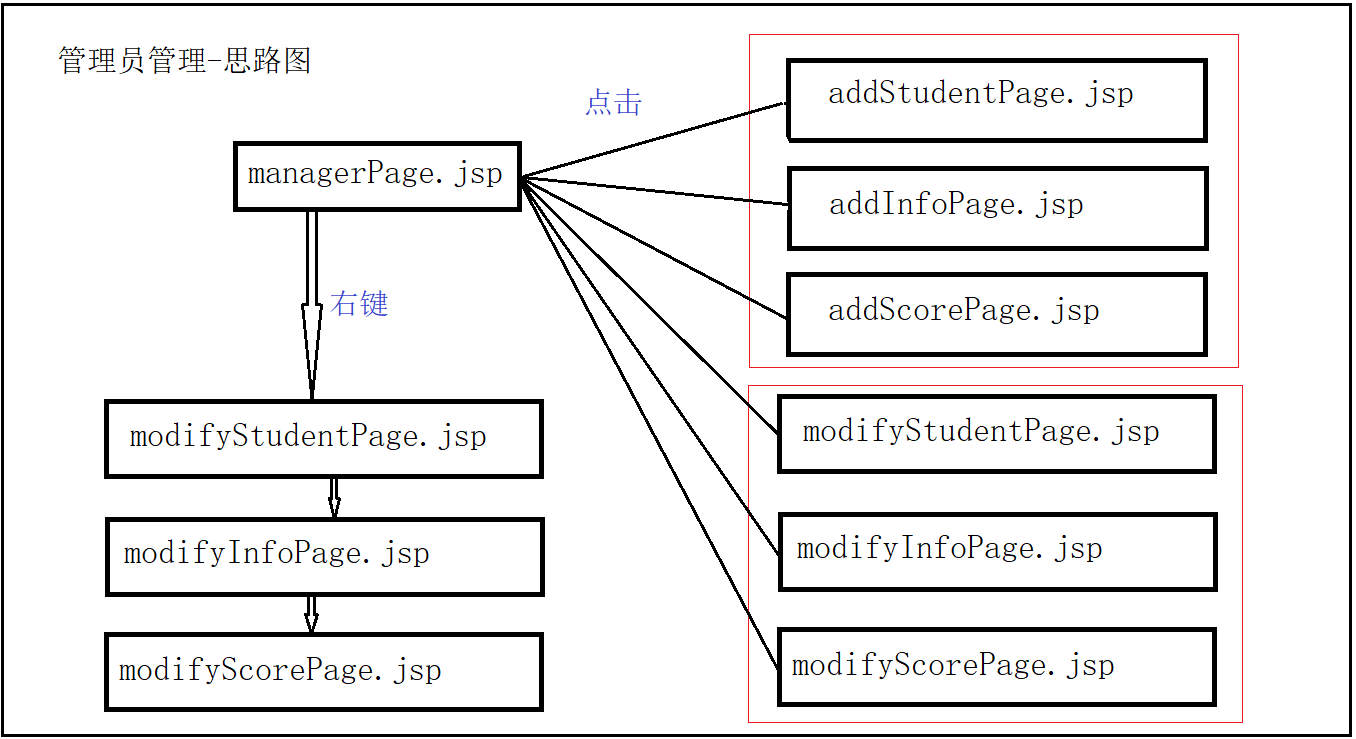 管理员管理-思路图
点击
managerPage.jsp
右键
modifyStudentPage.jsp
modifyInfoPage.jsp
modifyScorePage.jsp
addStudentPage.jsp
addInfoPage.jsp
addScorePage.jsp
modifyStudentPage.jsp
modifyInfoPage.jsp
modifyScorePage.jsp